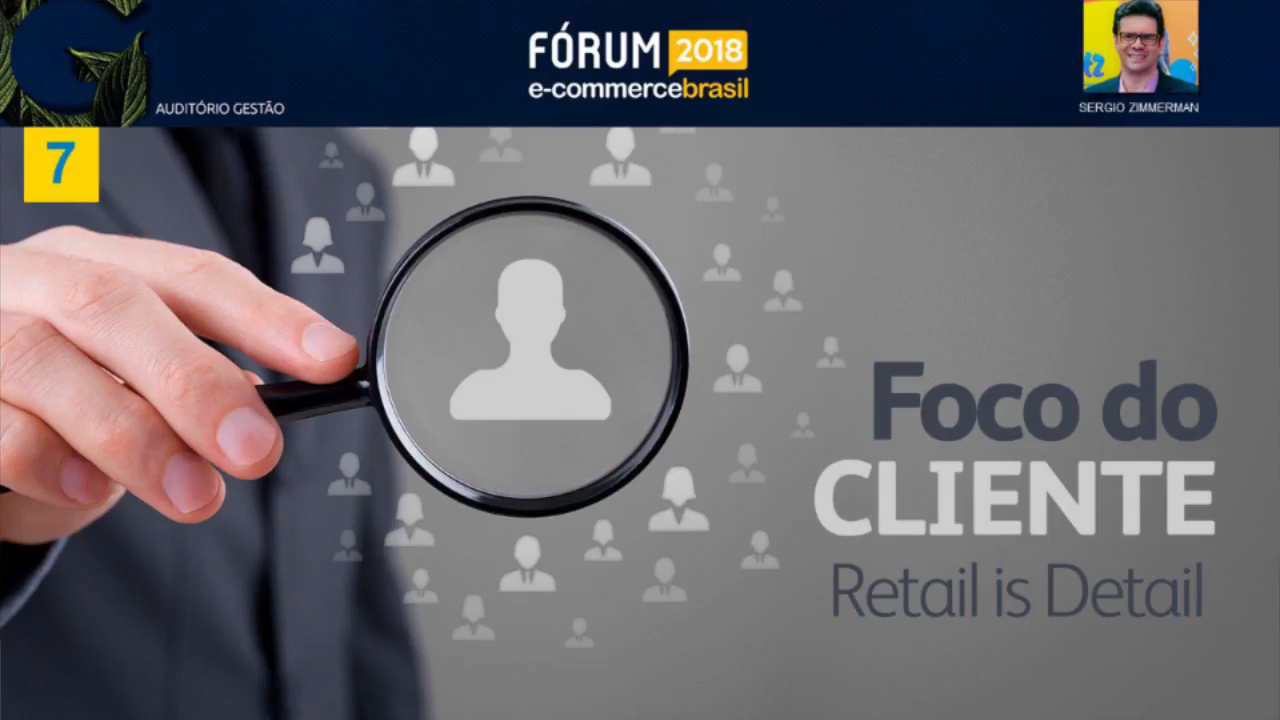 FÓRUM 2018
e-commercebrasil
AUDITÓRIO GESTÃO
SERGIO ZIMMERMAN
7
Foco do
CLIENTE
Retail is Detail